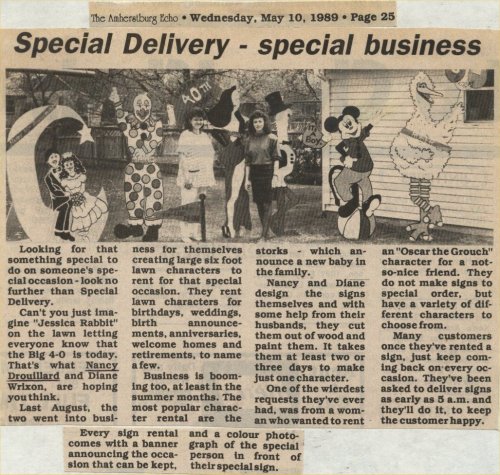 The Amherstburg Echo • Wednesday, May 10, 1989 • Page 25
Special Delivery - special business
40TH
IT'S
BOY
Looking for that
something special to
do on someone's spe-
cial occasion - look no
further than Special
Delivery.
Can't you just ima-
gine "Jessica Rabbit"
on the lawn letting
everyone know that
the Big 4-0 is today.
That's what Nancy
Drouillard and Diane
Wrixon, are hoping
you think.
Last August, the
two went into busi-
ness for themselves
creating large six foot
lawn characters to
rent for that special
occasion. They rent
lawn characters for
birthdays, weddings,
birth announce-
ments, anniversaries,
welcome homes and
retirements, to name
a few.
Business is boom-
ing too, at least in the
summer months. The
most popular charac-
ter rental are the
storks - which an-
nounce a new baby in
the family.
Nancy and Diane
design the signs
themselves and with
some help from their
husbands, they cut
them out of wood and
paint them. It takes
them at least two or
three days to make
just one character.
One of the wierdest
requests they've ever
had, was from a wom-
an who wanted to rent
an "Oscar the Grouch"
character for a not-
so-nice friend. They
do not make signs to
special order, but
have a variety of dif-
ferent characters to
choose from.
Many customers
once they've rented a
sign, just keep com-
ing back on every oc-
casion. They've been
asked to deliver signs
as early as 5 a.m. and
they'll do it, to keep
the customer happy.
Every sign rental
comes with a banner
announcing the occa-
sion that can be kept,
and a colour photo-
graph of the special
person in front of
their special sign.